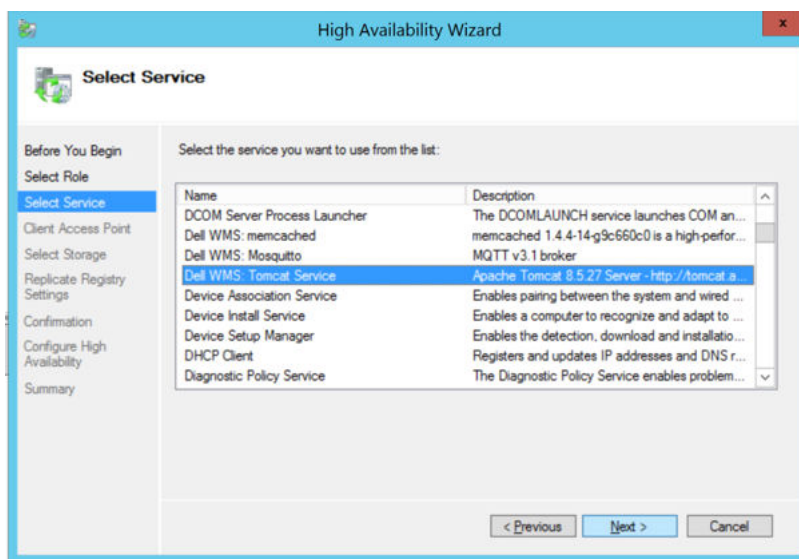 High Availability Wizard
x
Select Service
Before You Begin
Select Role
Select Service
Client Access Point
Select Storage
Replicate Registry
Settings
Confirmation
Configure High
Availability
Summary
Select the service you want to use from the list:
Name Description
DCOM Server Process Launcher The DCOMLAUNCH service launches COM an...
Dell WMS: memcached memcached 1.4.4-14-g9c660c0 is a high-perfor...
Dell WMS: Mosquitto MQTT v3.1 broker
Dell WMS: Tomcat Service Apache Tomcat 8.5.27 Server - http://tomcat.a...
Device Association Service Enables pairing between the system and wired ...
Device Install Service Enables a computer to recognize and adapt to ...
Device Setup Manager Enables the detection, download and installatio...
DHCP Client Registers and updates IP addresses and DNS r...
Diagnostic Policy Service The Diagnostic Policy Service enables problem...
< Previous Next > Cancel